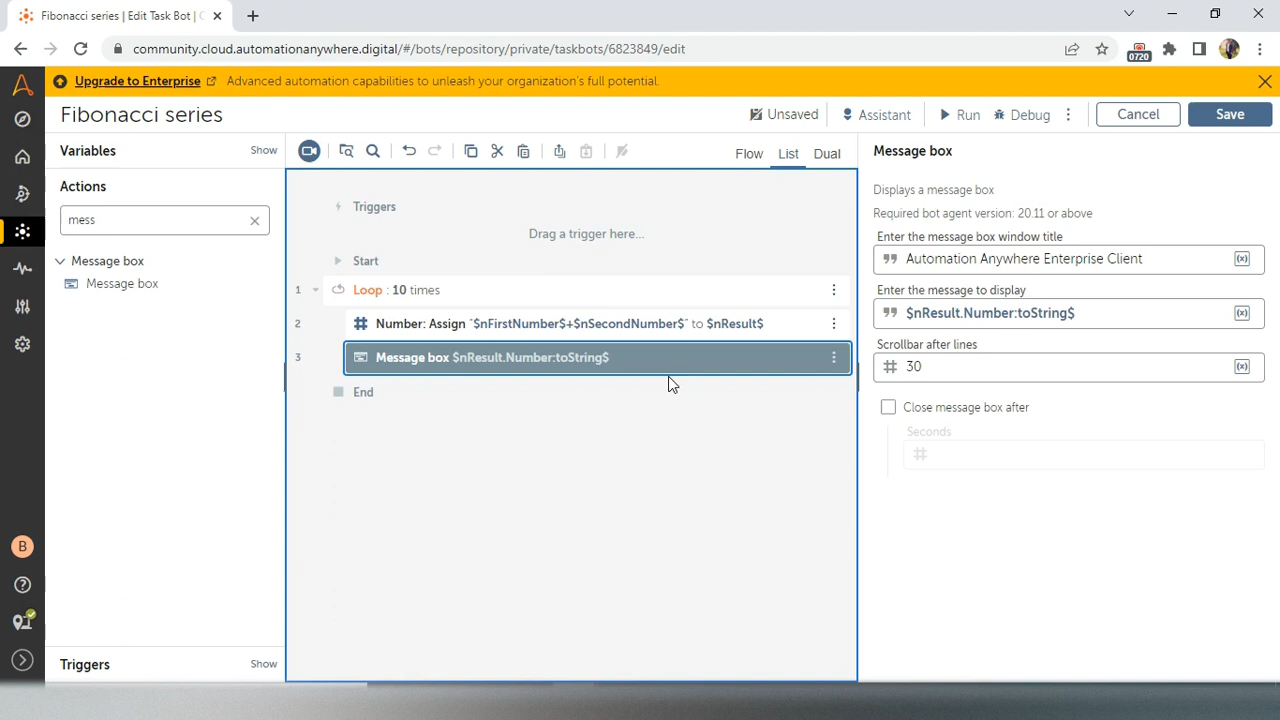 Fibonacci series | Edit Task Bot |
community.cloud.automationanywhere.digital/#/bots/repository/private/taskbots/6823849/edit
0720
Upgrade to Enterprise
Advanced automation capabilities to unleash your organization's full potential.
Fibonacci series
Unsaved
Assistant
Run
Debug
Cancel
Save
Variables
Show
Flow
List
Dual
Message box
Actions
mess
Message box
Message box
Triggers
Show
Triggers
Drag a trigger here...
Start
1 Loop : 10 times
2 Number: Assign "$nFirstNumber$+$nSecondNumber$" to $nResult$
3 Message box $nResult.Number:toString$
End
Displays a message box
Required bot agent version: 20.11 or above
Enter the message box window title
Automation Anywhere Enterprise Client
(x)
Enter the message to display
$nResult.Number:toString$
(x)
Scrollbar after lines
# 30
(x)
Close message box after
Seconds
#
B